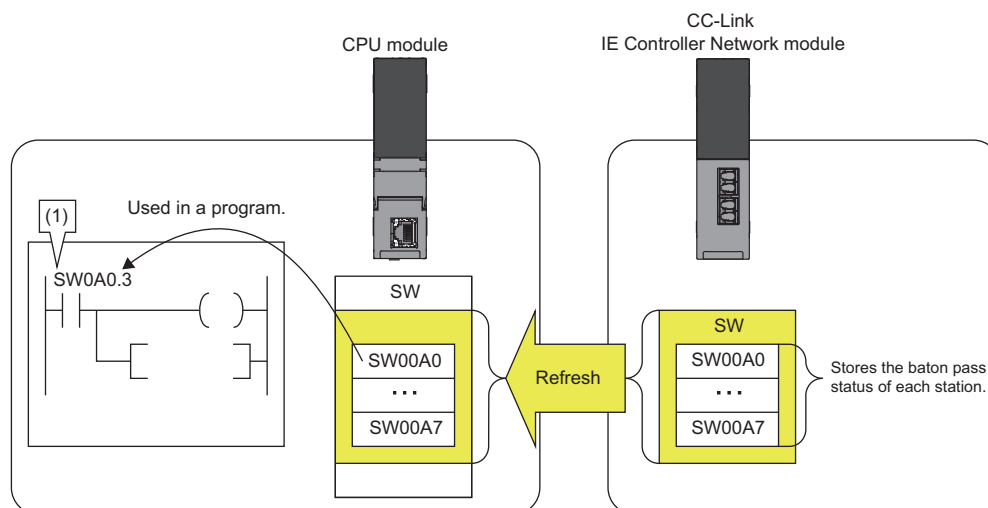 CC-Link
IE Controller Network module
CPU module
(1)
Used in a program.
SW0A0.3
SW
SW00A0
...
SW00A7
Refresh
SW
SW00A0
...
SW00A7
Stores the baton pass
status of each station.